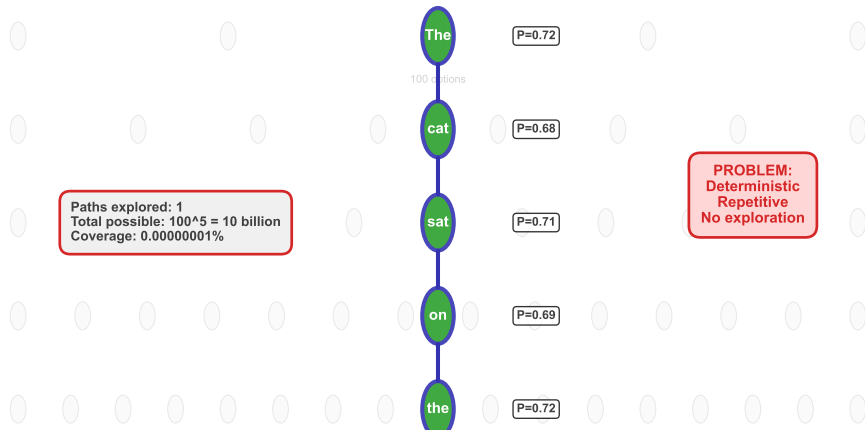 The
P=0.72
100 options
cat
P=0.68
PROBLEM:
Deterministic
Repetitive
No exploration
Paths explored: 1
Total possible: 100^5 = 10 billion
Coverage: 0.00000001%
sat
P=0.71
on
P=0.69
the
P=0.72